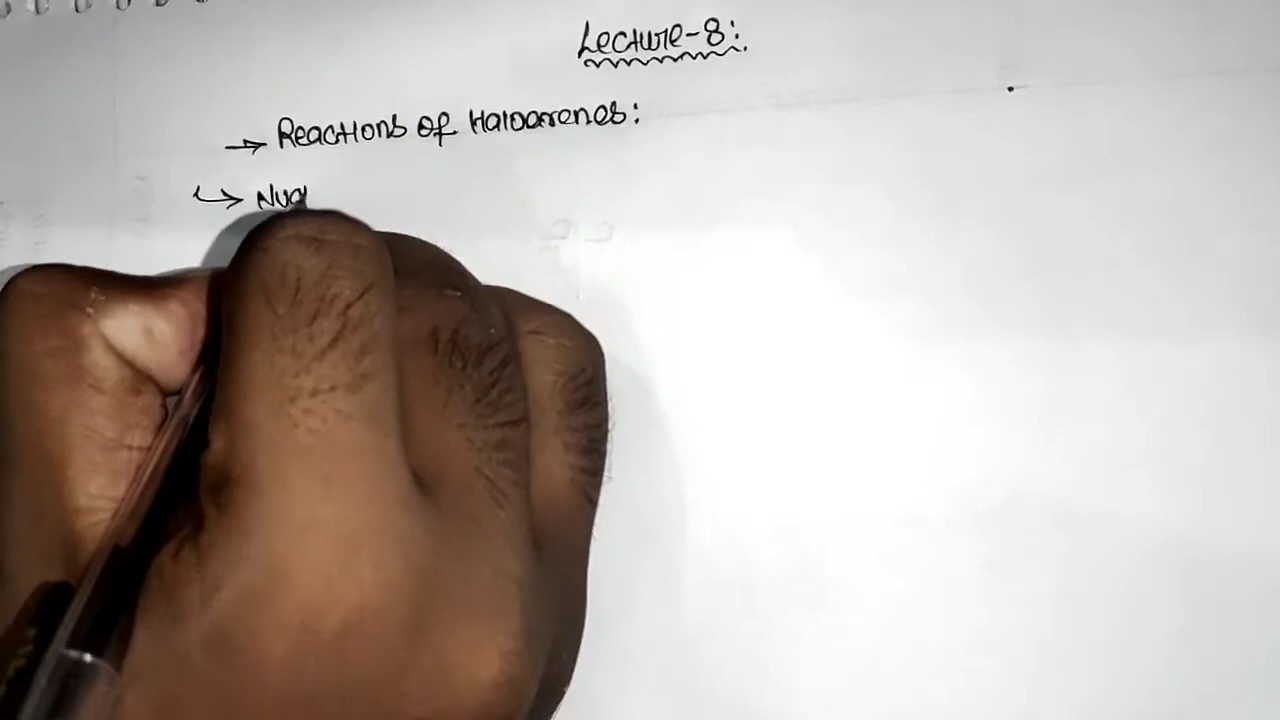 Lecture-8:
→ Reactions of Haloarenes:
↳ Nuc